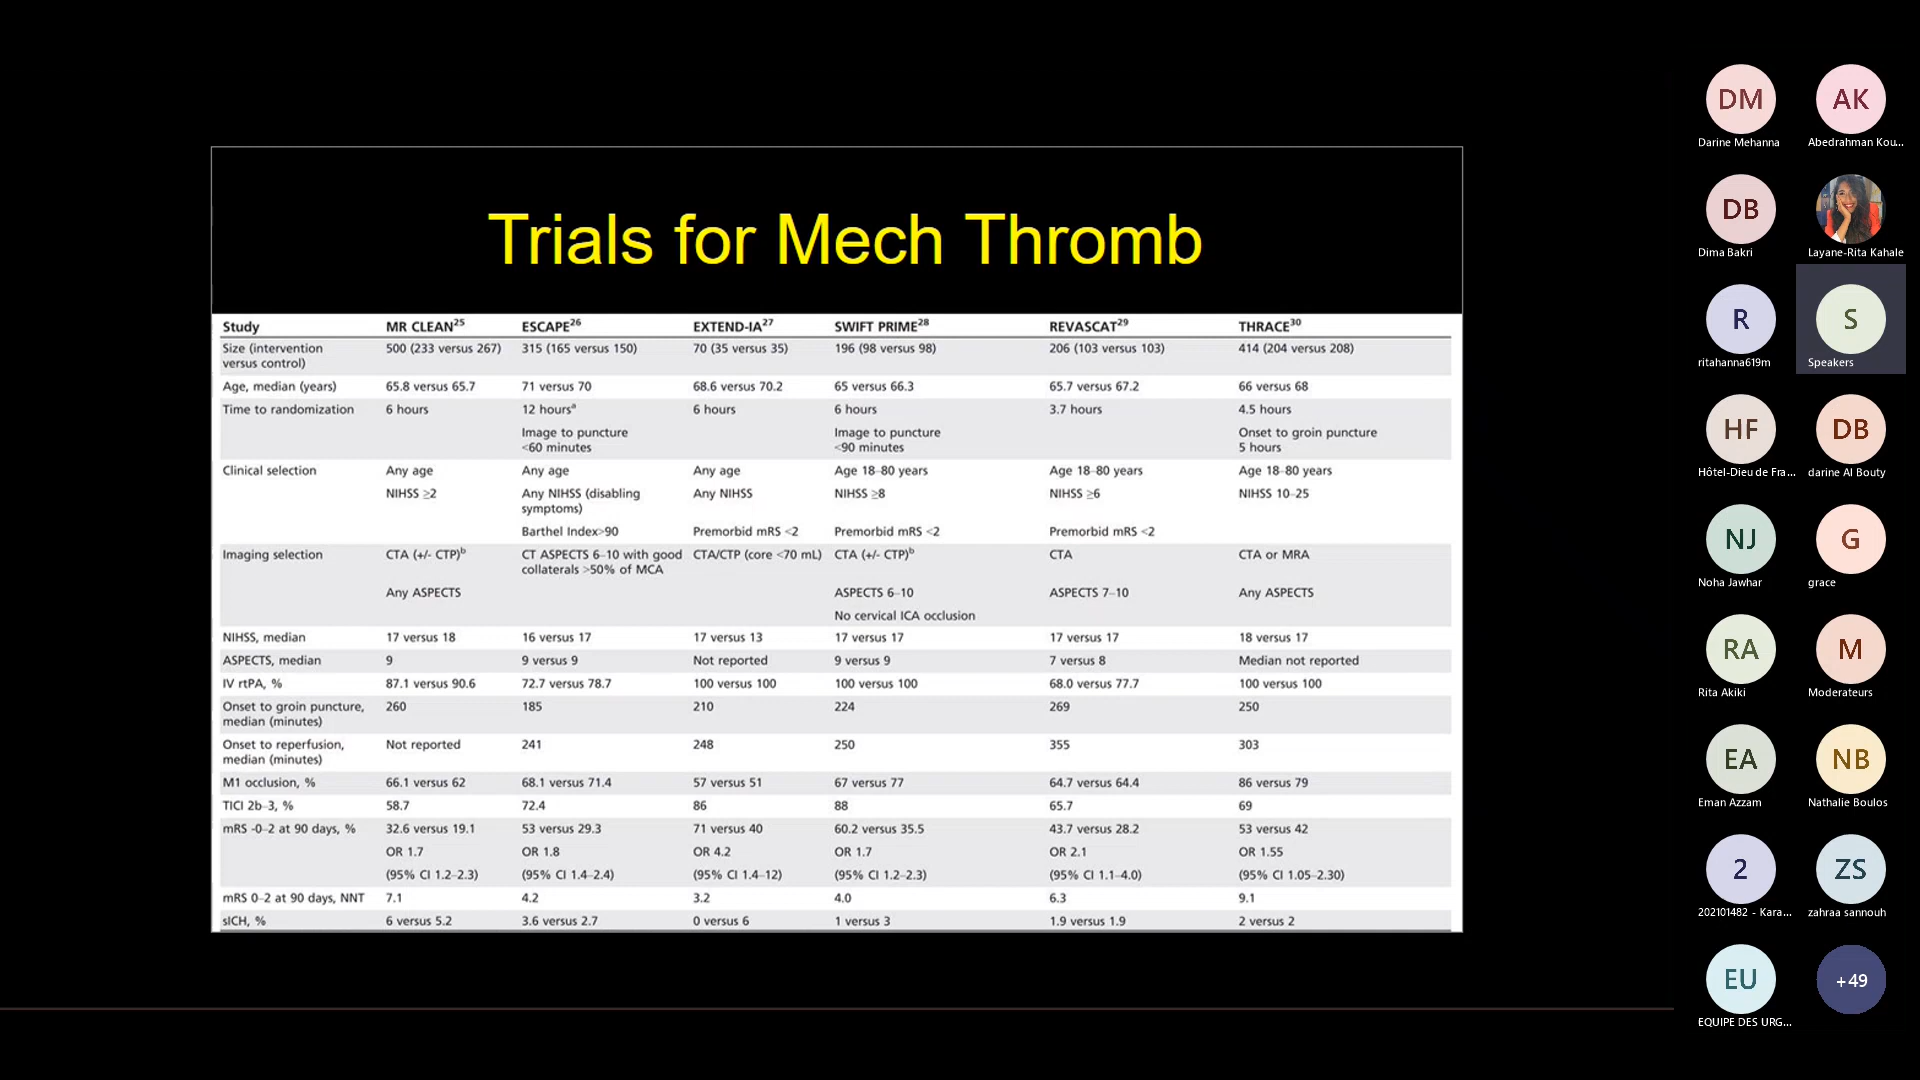 Trials for Mech Thromb
Study MR CLEAN25 ESCAPE26 EXTEND-IA27 SWIFT PRIME28 REVASCAT29 THRACE30
Size (intervention 500 (233 versus 267) 315 (165 versus 150) 70 (35 versus 35) 196 (98 versus 98) 206 (103 versus 103) 414 (204 versus 208)
versus control)
Age, median (years) 65.8 versus 65.7 71 versus 70 68.6 versus 70.2 65 versus 66.3 65.7 versus 67.2 66 versus 68
Time to randomization 6 hours 12 hoursa 6 hours 6 hours 3.7 hours 4.5 hours
Image to puncture Image to puncture Onset to groin puncture
<60 minutes <90 minutes 5 hours
Clinical selection Any age Any age Any age Age 18-80 years Age 18-80 years Age 18-80 years
NIHSS ≥2 Any NIHSS (disabling Any NIHSS NIHSS ≥8 NIHSS ≥6 NIHSS 10-25
symptoms)
Barthel Index>90 Premorbid mRS <2 Premorbid mRS <2 Premorbid mRS <2
Imaging selection CTA (+/- CTP)b CT ASPECTS 6-10 with good CTA/CTP (core <70 mL) CTA (+/- CTP)b CTA CTA or MRA
collaterals >50% of MCA
Any ASPECTS ASPECTS 6-10 ASPECTS 7-10 Any ASPECTS
No cervical ICA occlusion
NIHSS, median 17 versus 18 16 versus 17 17 versus 13 17 versus 17 17 versus 17 18 versus 17
ASPECTS, median 9 9 versus 9 Not reported 9 versus 9 7 versus 8 Median not reported
IV rtPA, % 87.1 versus 90.6 72.7 versus 78.7 100 versus 100 100 versus 100 68.0 versus 77.7 100 versus 100
Onset to groin puncture, 260 185 210 224 269 250
median (minutes)
Onset to reperfusion, Not reported 241 248 250 355 303
median (minutes)
M1 occlusion, % 66.1 versus 62 68.1 versus 71.4 57 versus 51 67 versus 77 64.7 versus 64.4 86 versus 79
TICI 2b-3, % 58.7 72.4 86 88 65.7 69
mRS -0-2 at 90 days, % 32.6 versus 19.1 53 versus 29.3 71 versus 40 60.2 versus 35.5 43.7 versus 28.2 53 versus 42
OR 1.7 OR 1.8 OR 4.2 OR 1.7 OR 2.1 OR 1.55
(95% CI 1.2-2.3) (95% CI 1.4-2.4) (95% CI 1.4-12) (95% CI 1.2-2.3) (95% CI 1.1-4.0) (95% CI 1.05-2.30)
mRS 0-2 at 90 days, NNT 7.1 4.2 3.2 4.0 6.3 9.1
sICH, % 6 versus 5.2 3.6 versus 2.7 0 versus 6 1 versus 3 1.9 versus 1.9 2 versus 2
DM AK
Darine Mehanna Abedrahman Kou...
DB
Dima Bakri Layane-Rita Kahale
R S
ritahanna619m Speakers
HF DB
Hôtel-Dieu de Fra... darine Al Bouty
NJ G
Noha Jawhar grace
RA M
Rita Akiki Moderateurs
EA NB
Eman Azzam Nathalie Boulos
2 ZS
202101482 - Kara... zahraa sannouh
EU +49
EQUIPE DES URG...